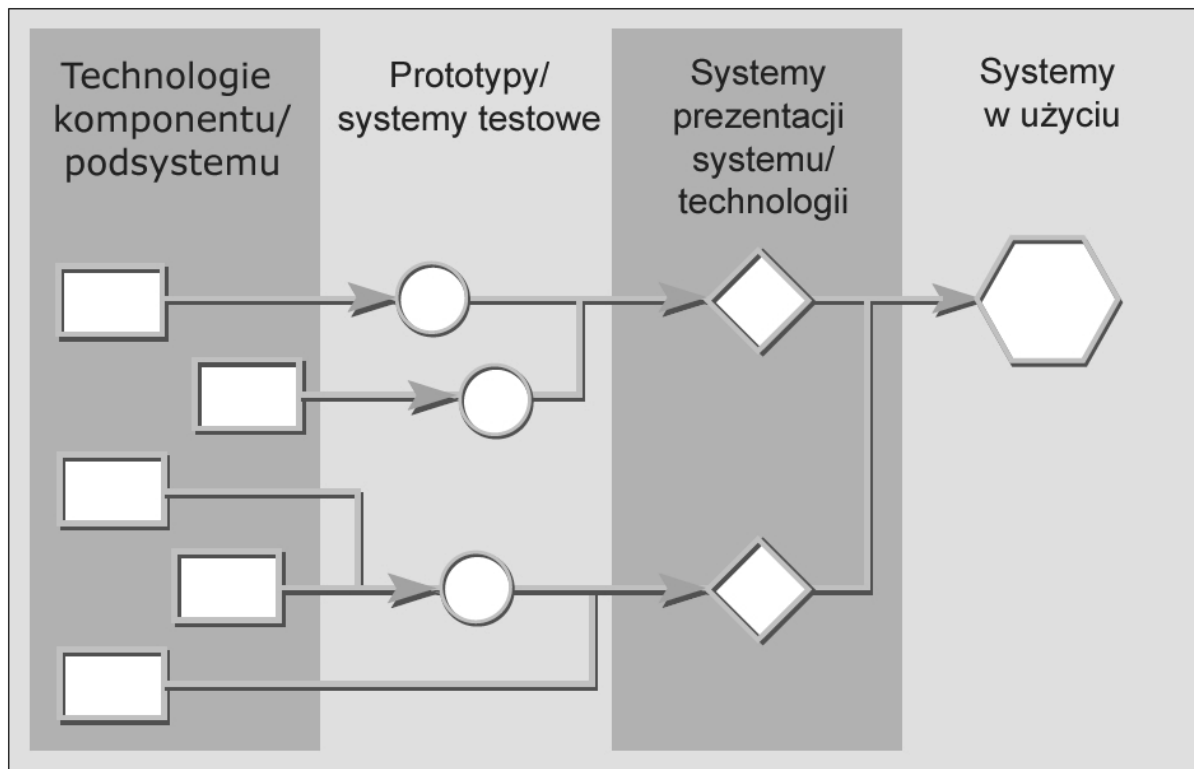 Technologie
komponentu/
podsystemu
Prototypy/
systemy testowe
Systemy
prezentacji
systemu/
technologii
Systemy
w użyciu